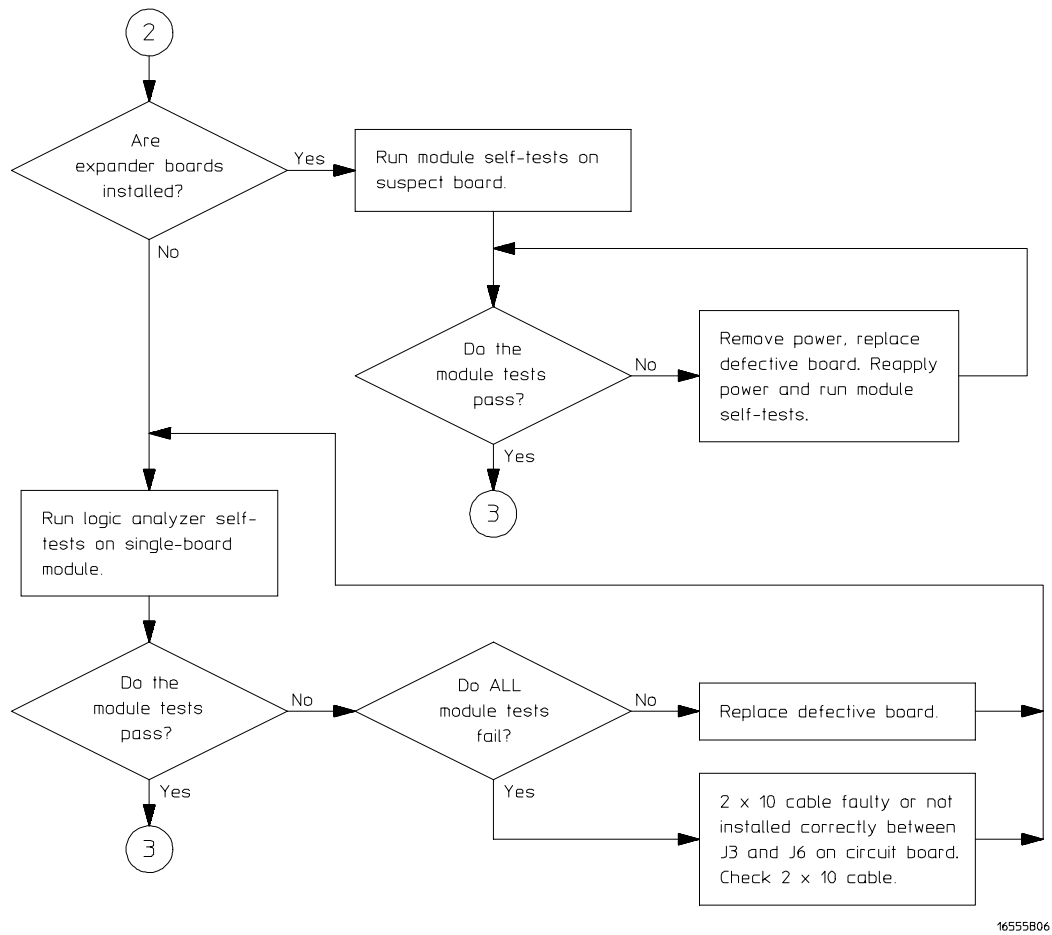 2
Are
expander boards
installed?
Yes
Run module self-tests on
suspect board.
No
Do the
module tests
pass?
No
Remove power, replace
defective board. Reapply
power and run module
self-tests.
Yes
3
Run logic analyzer self-
tests on single-board
module.
Do the
module tests
pass?
No
Do ALL
module tests
fail?
No
Replace defective board.
Yes
3
Yes
2 x 10 cable faulty or not
installed correctly between
J3 and J6 on circuit board.
Check 2 x 10 cable.
16555B06